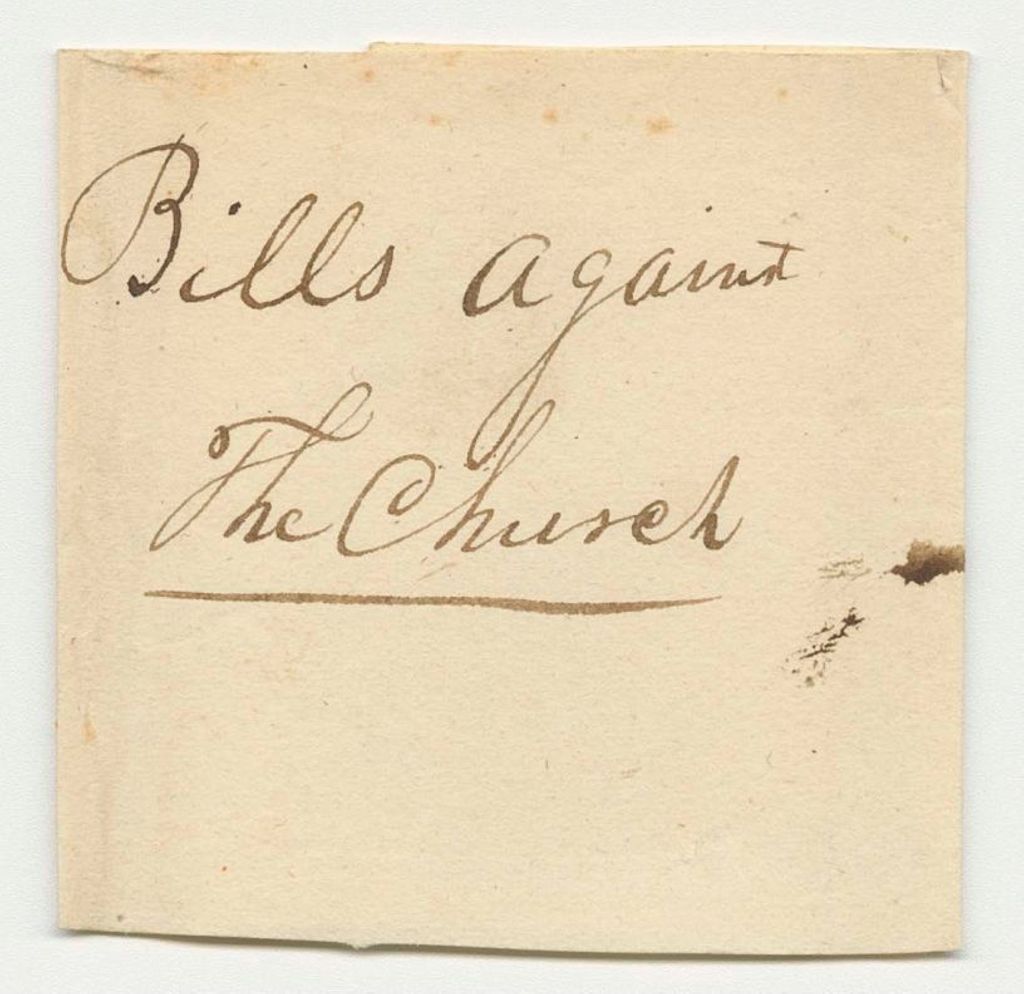 Bills against
The Church